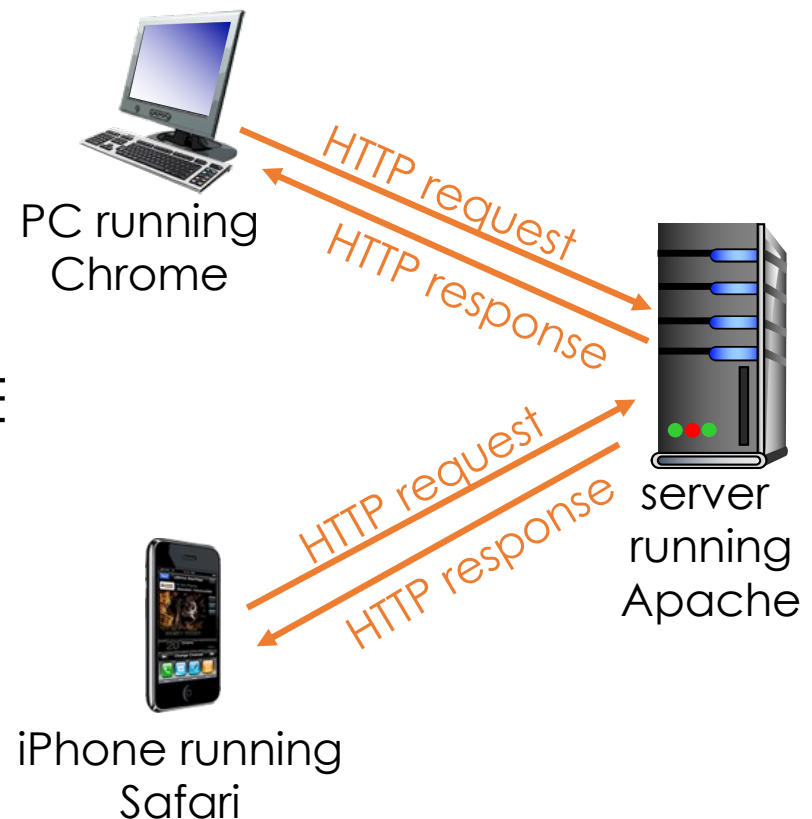 HTTP request
HTTP response
PC running
Chrome
HTTP request
HTTP response
server
running
Apache
iPhone running
Safari